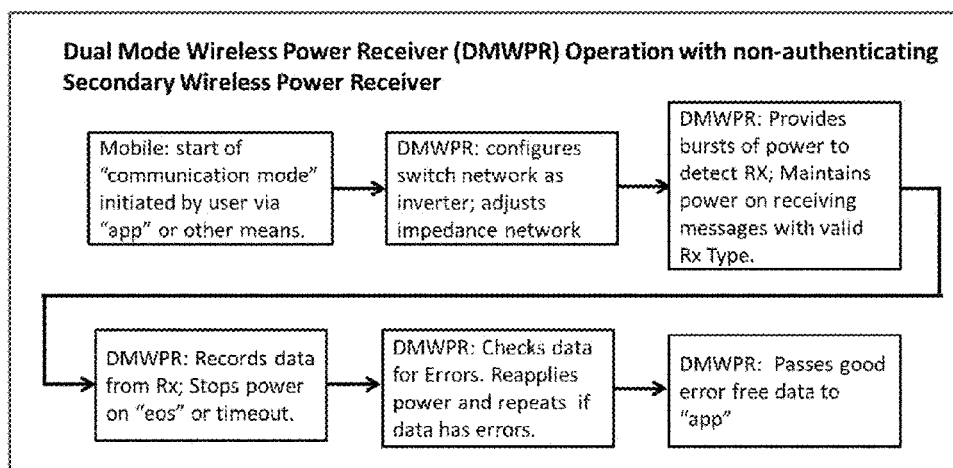 Dual Mode Wireless Power Receiver (DMWPR) Operation with non-authenticating
Secondary Wireless Power Receiver
Mobile: start of
"communication mode"
initiated by user via
"app" or other means.
DMWPR: configures
switch network as
inverter; adjusts
impedance network
DMWPR: Provides
bursts of power to
detect RX; Maintains
power on receiving
messages with valid
Rx Type.
DMWPR: Records data
from Rx; Stops power
on "eos" or timeout.
DMWPR: Checks data
for Errors. Reapplies
power and repeats if
data has errors.
DMWPR: Passes good
error free data to
"app"